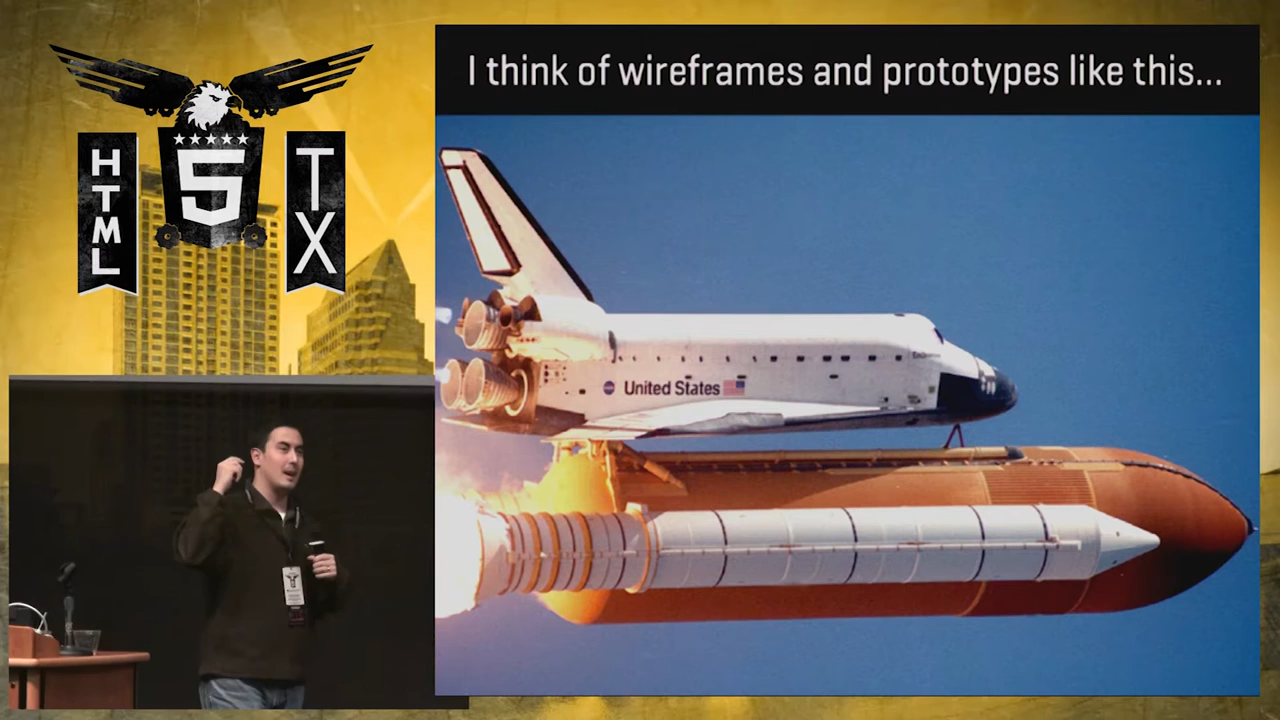 I think of wireframes and prototypes like this...
HTML
5
TX
United States